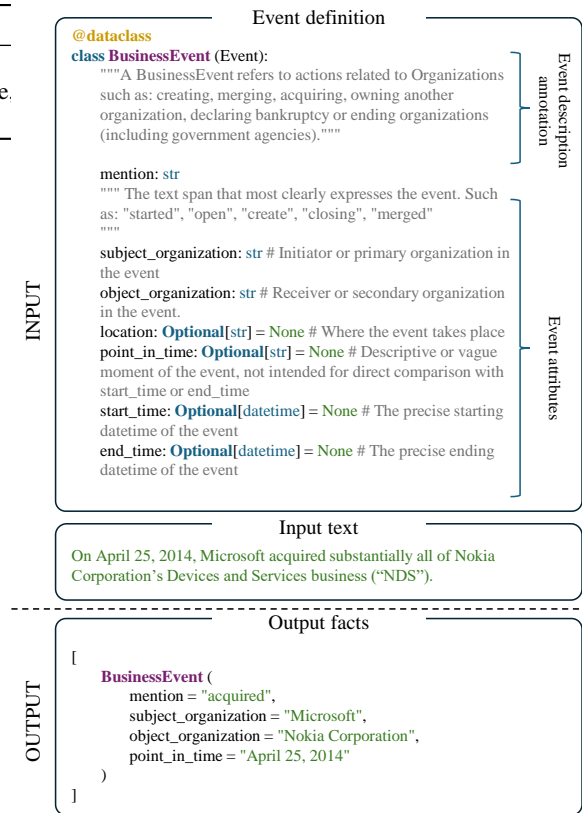 Event definition
@dataclass
class BusinessEvent (Event):
"""A BusinessEvent refers to actions related to Organizations
such as: creating, merging, acquiring, owning another
organization, declaring bankruptcy or ending organizations
(including government agencies)."""
Event description
annotation
mention: str
""" The text span that most clearly expresses the event. Such
as: "started", "open", "create", "closing", "merged"
"""
subject_organization: str # Initiator or primary organization in
the event
object_organization: str # Receiver or secondary organization
in the event.
location: Optional[str] = None # Where the event takes place
point_in_time: Optional[str] = None # Descriptive or vague
moment of the event, not intended for direct comparison with
start_time or end_time
start_time: Optional[datetime] = None # The precise starting
datetime of the event
end_time: Optional[datetime] = None # The precise ending
datetime of the event
Event attributes
INPUT
e.
Input text
On April 25, 2014, Microsoft acquired substantially all of Nokia
Corporation’s Devices and Services business (“NDS”).
Output facts
OUTPUT
[
BusinessEvent (
mention = "acquired",
subject_organization = "Microsoft",
object_organization = "Nokia Corporation",
point_in_time = "April 25, 2014"
)
]